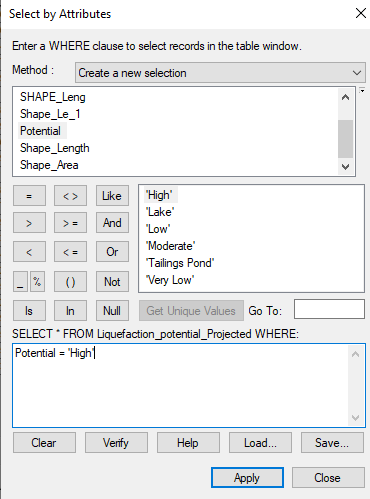 Select by Attributes
Enter a WHERE clause to select records in the table window.
Method : Create a new selection
SHAPE_Leng
Shape_Le_1
Potential
Shape_Length
Shape_Area
= < > Like
> > = And
< < = Or
_ % ( ) Not
Is In Null
'High'
'Lake'
'Low'
'Moderate'
'Tailings Pond'
'Very Low'
Get Unique Values Go To:
SELECT * FROM Liquefaction_potential_Projected WHERE:
Potential = 'High'
Clear Verify Help Load... Save...
Apply Close